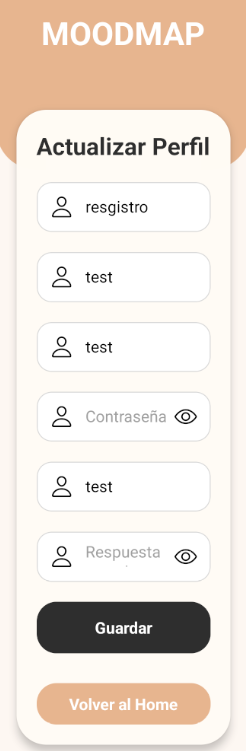 MOODMAP
Actualizar Perfil
resgistro
test
test
Contraseña
test
Respuesta
Guardar
Volver al Home